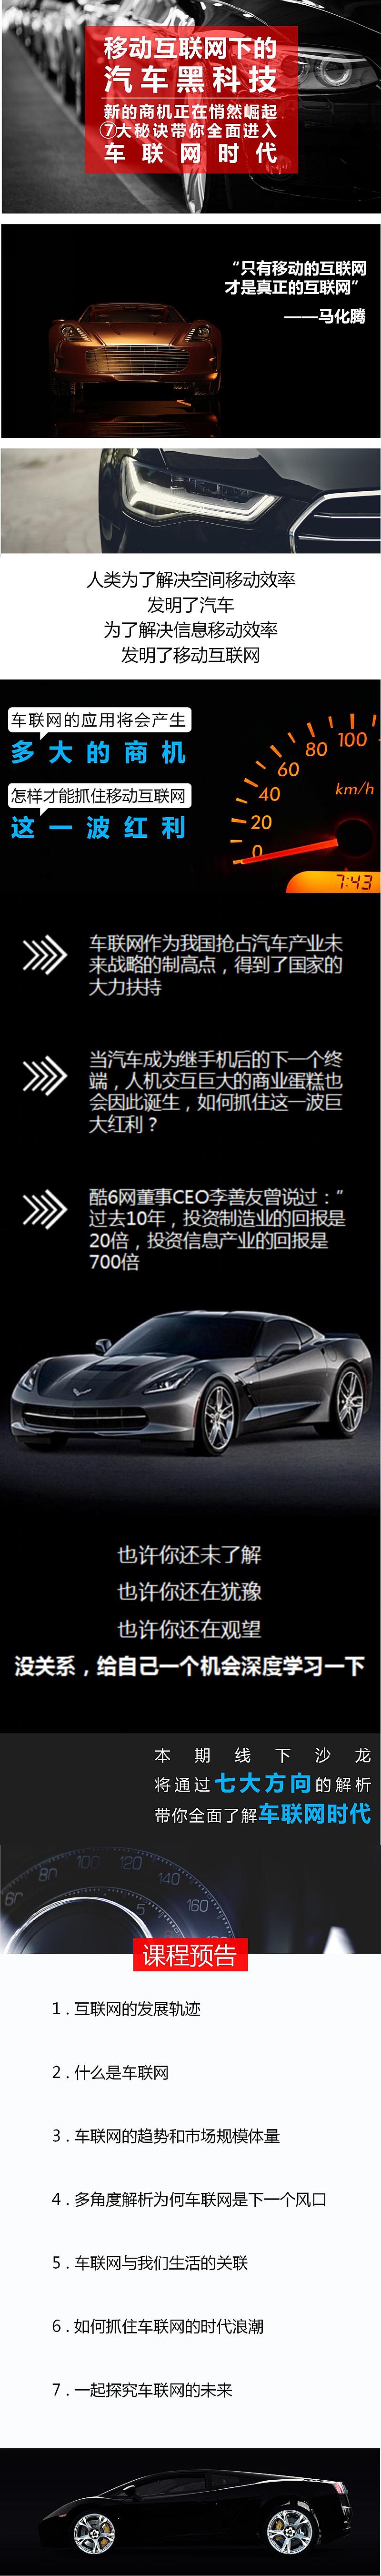 移动互联网下的
汽车黑科技
新的商机正在悄然崛起
⑦大秘诀带你全面进入
车联网时代
“只有移动的互联网
才是真正的互联网”
——马化腾
人类为了解决空间移动效率
发明了汽车
为了解决信息移动效率
发明了移动互联网
车联网的应用将会产生
多大的商机
怎样才能抓住移动互联网
这一波红利
100
80
60
40
20
0
km/h
7:43
车联网作为我国抢占汽车产业未
来战略的制高点，得到了国家的
大力扶持
当汽车成为继手机后的下一个终
端，人机交互巨大的商业蛋糕也
会因此诞生，如何抓住这一波巨
大红利？
酷6网董事CEO李善友曾说过：”
过去10年，投资制造业的回报是
20倍，投资信息产业的回报是
700倍
也许你还未了解
也许你还在犹豫
也许你还在观望
没关系，给自己一个机会深度学习一下
本期线下沙龙
将通过七大方向的解析
带你全面了解车联网时代
60
80
100
120
140
160
5
课程预告
1．互联网的发展轨迹
2．什么是车联网
3．车联网的趋势和市场规模体量
4．多角度解析为何车联网是下一个风口
5．车联网与我们生活的关联
6．如何抓住车联网的时代浪潮
7．一起探究车联网的未来